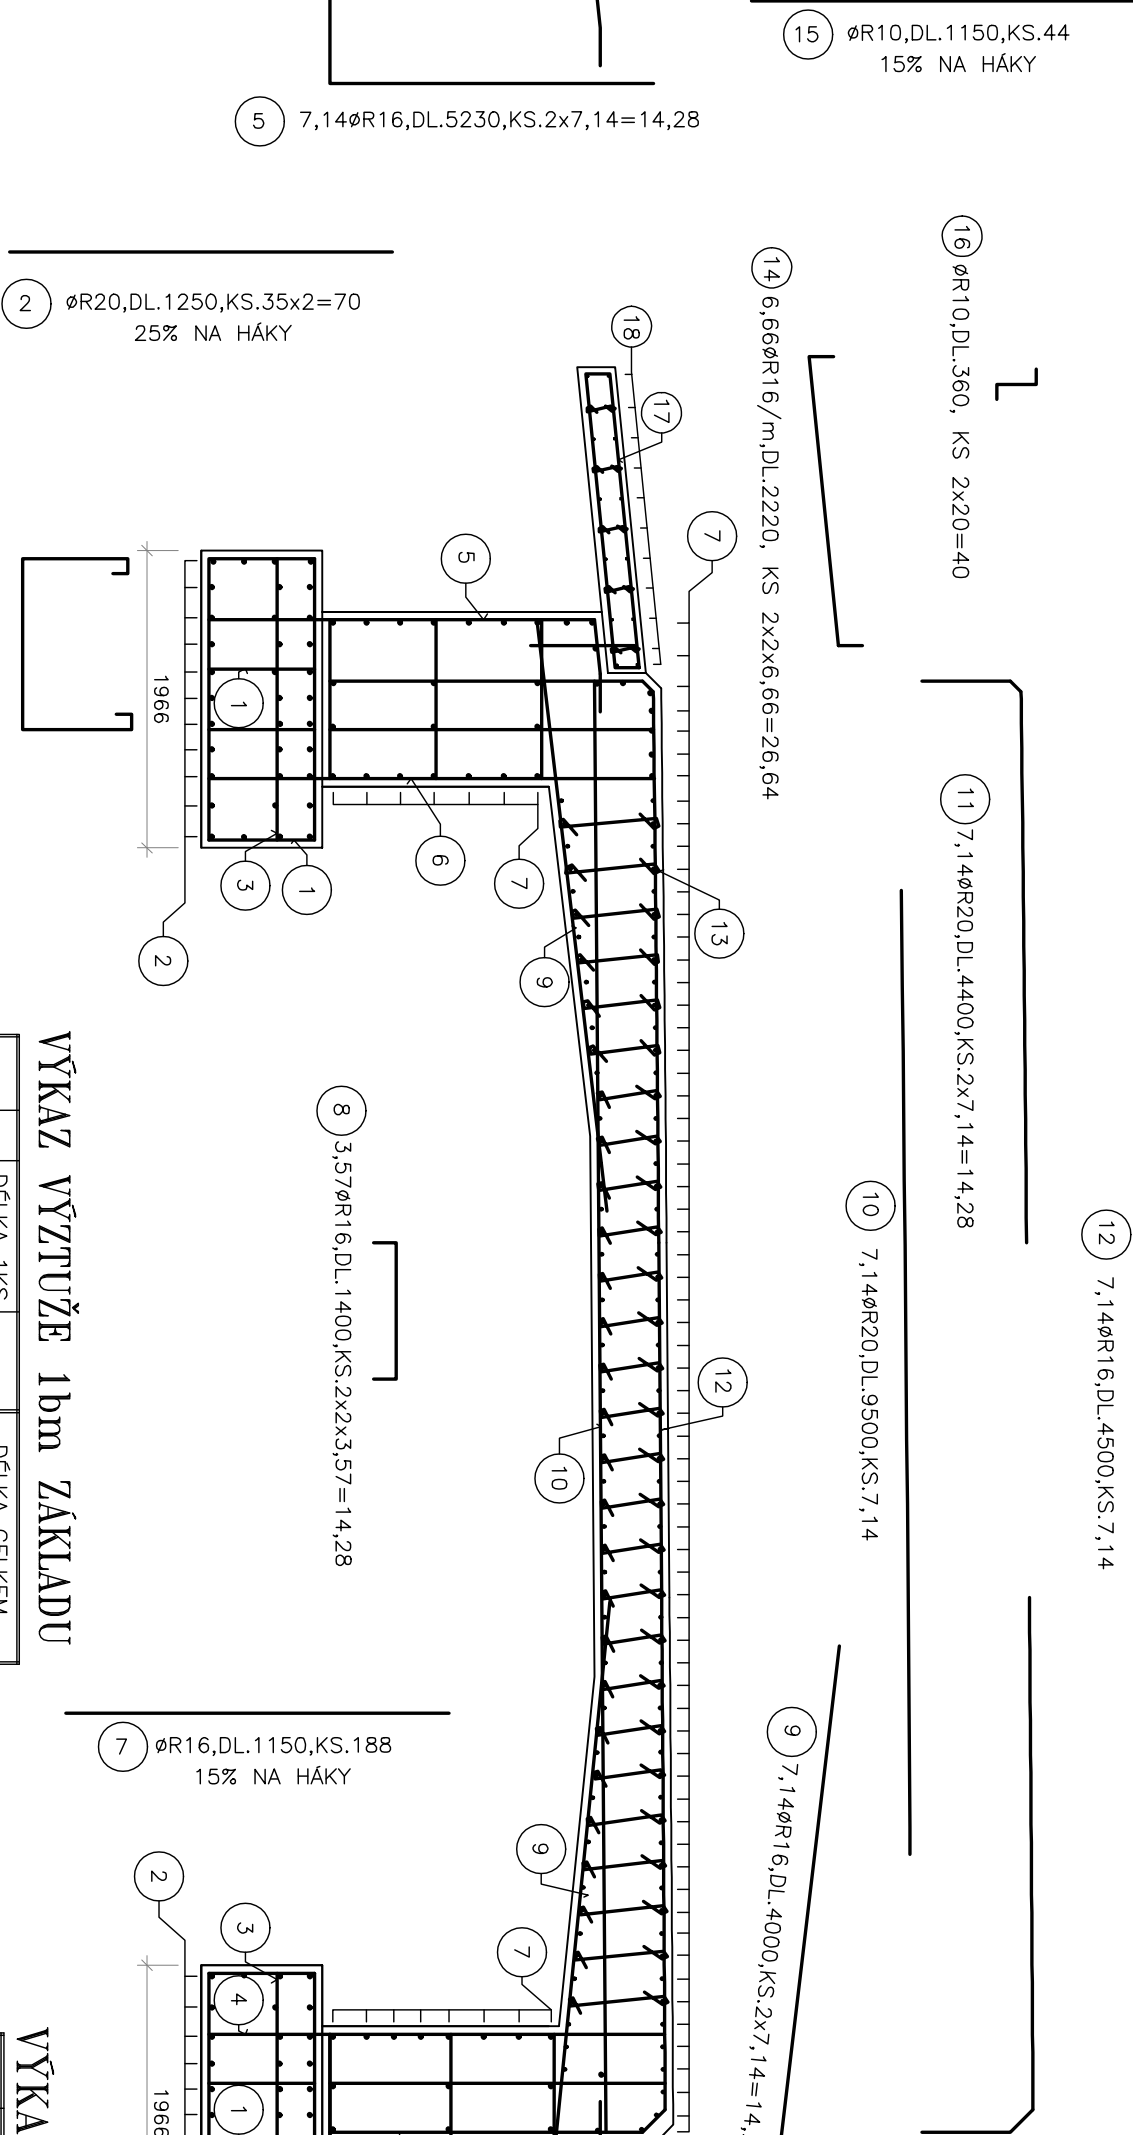 15 øR10,DL.1150,KS.44
15% NA HÁKY
5 7,14øR16,DL.5230,KS.2x7,14=14,28
2 øR20,DL.1250,KS.35x2=70
25% NA HÁKY
16 øR10,DL.360, KS 2x20=40
14 6,66øR16/m,DL.2220, KS 2x2x6,66=26,64
18
17
7
5
11 7,14øR20,DL.4400,KS.2x7,14=14,28
1966
1
3
1
6
7
2
9
13
12 7,14øR16,DL.4500,KS.7,14
10 7,14øR20,DL.9500,KS.7,14
8 3,57øR16,DL.1400,KS.2x2x3,57=14,28
12
10
VÝKAZ VÝZTUŽE 1bm ZÁKLADU
DÉLKA 1KS
DÉLKA CELKEM
7 øR16,DL.1150,KS.188
15% NA HÁKY
9 7,14øR16,DL.4000,KS.2x7,14=14,
9
7
2
3
4
1
1966
VÝKA